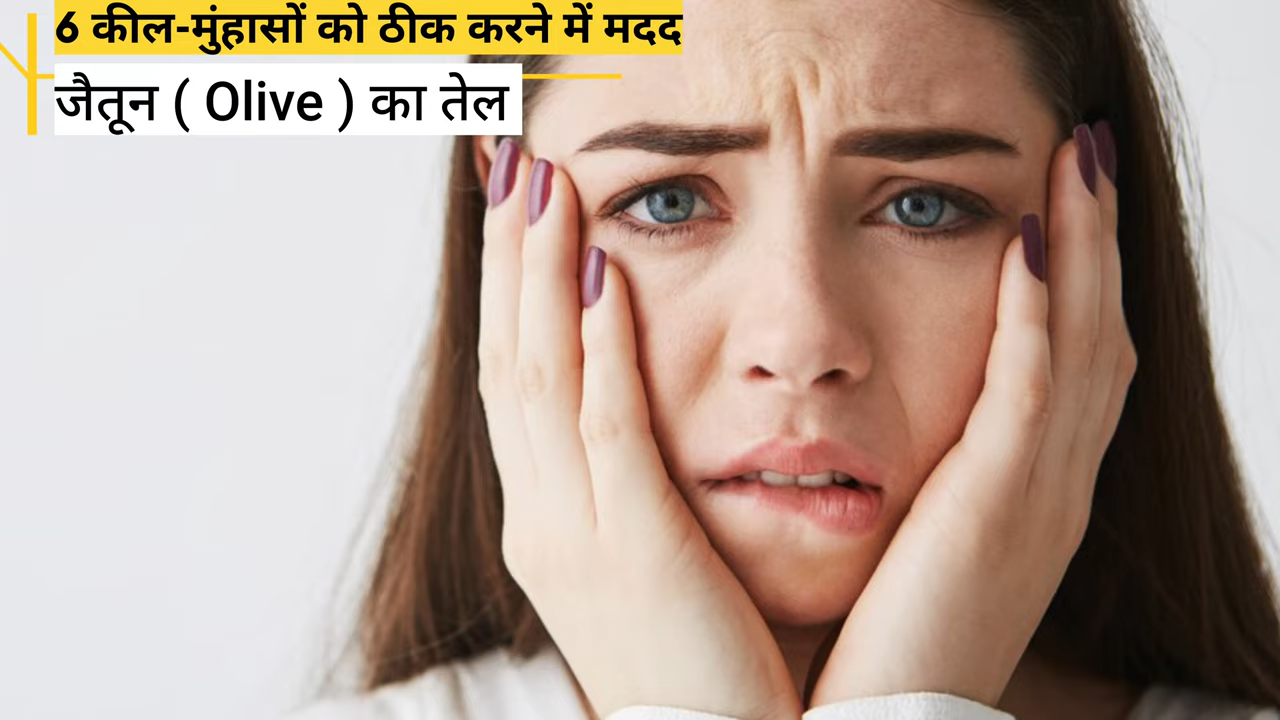 6 कील-मुंहासों को ठीक करने में मदद
जैतून ( Olive ) का तेल